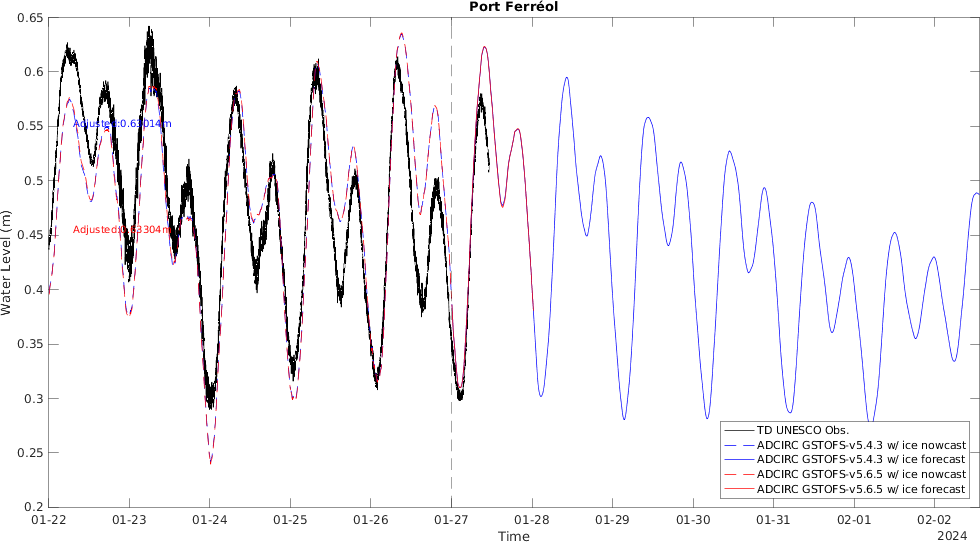 Port Ferréol
0.65
0.6
0.55
0.5
0.45
0.4
0.35
0.3
0.25
0.2
Water Level (m)
Adjusted:0.63014m
TD UNESCO Obs.
ADCIRC GSTOFS-v5.4.3 w/ ice nowcast
ADCIRC GSTOFS-v5.4.3 w/ ice forecast
ADCIRC GSTOFS-v5.6.5 w/ ice nowcast
ADCIRC GSTOFS-v5.6.5 w/ ice forecast
01-22 01-23 01-24 01-25 01-26 01-27 01-28 01-29 01-30 01-31 02-01 02-02
Time
2024